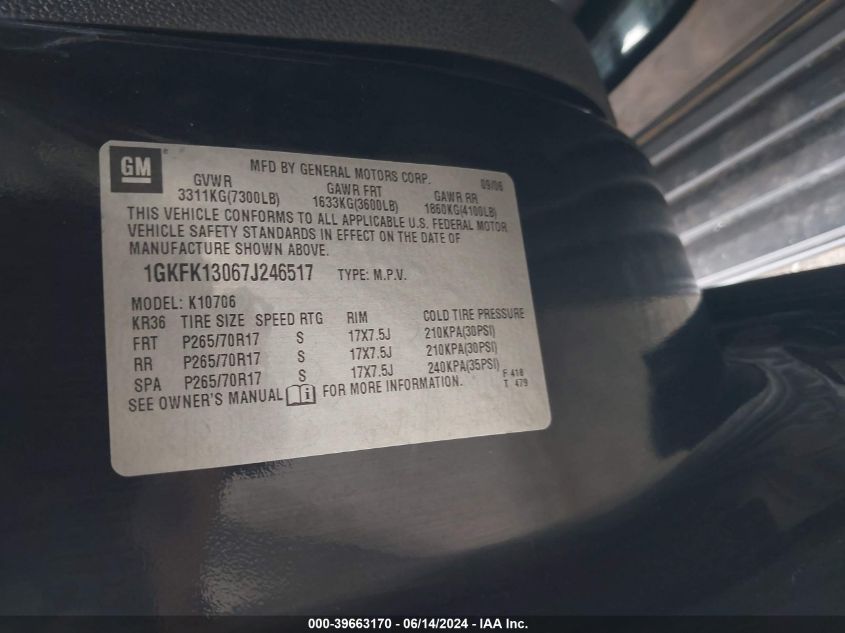 GM
MFD BY GENERAL MOTORS CORP. 09/06
GVWR GAWR FRT GAWR RR
3311KG(7300LB) 1633KG(3600LB) 1860KG(4100LB)
THIS VEHICLE CONFORMS TO ALL APPLICABLE U.S. FEDERAL MOTOR
VEHICLE SAFETY STANDARDS IN EFFECT ON THE DATE OF
MANUFACTURE SHOWN ABOVE.
1GKFK13067J246517 TYPE: M.P.V.
MODEL: K10706
KR36 TIRE SIZE SPEED RTG RIM COLD TIRE PRESSURE
FRT P265/70R17 S 17X7.5J 210KPA(30PSI)
RR P265/70R17 S 17X7.5J 210KPA(30PSI)
SPA P265/70R17 S 17X7.5J 240KPA(35PSI)
SEE OWNER'S MANUAL i FOR MORE INFORMATION.
F 418
T 479
000-39663170 - 06/14/2024 - IAA Inc.